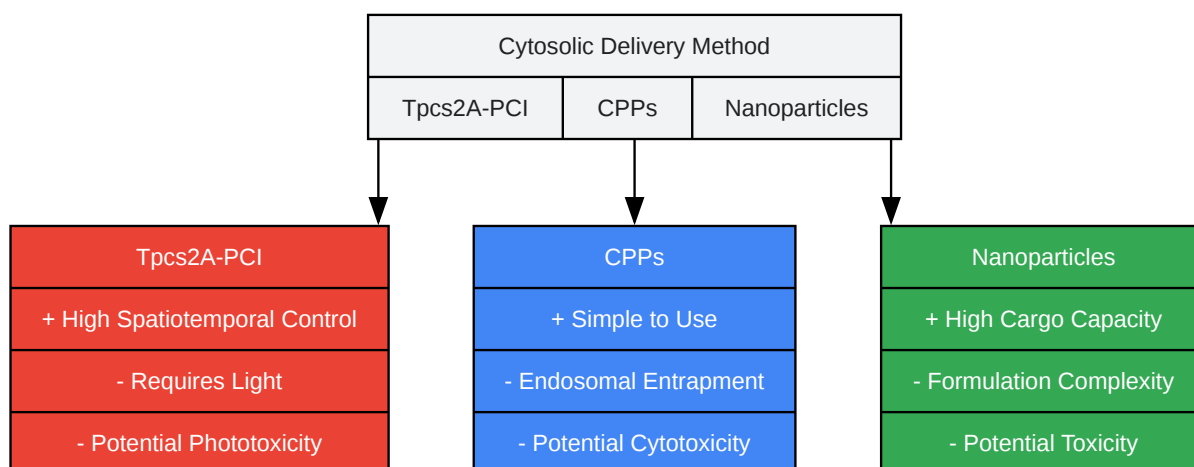 Cytosolic Delivery Method
Tpcs2A-PCI CPPs Nanoparticles
Tpcs2A-PCI
+ High Spatiotemporal Control
- Requires Light
- Potential Phototoxicity
CPPs
+ Simple to Use
- Endosomal Entrapment
- Potential Cytotoxicity
Nanoparticles
+ High Cargo Capacity
- Formulation Complexity
- Potential Toxicity